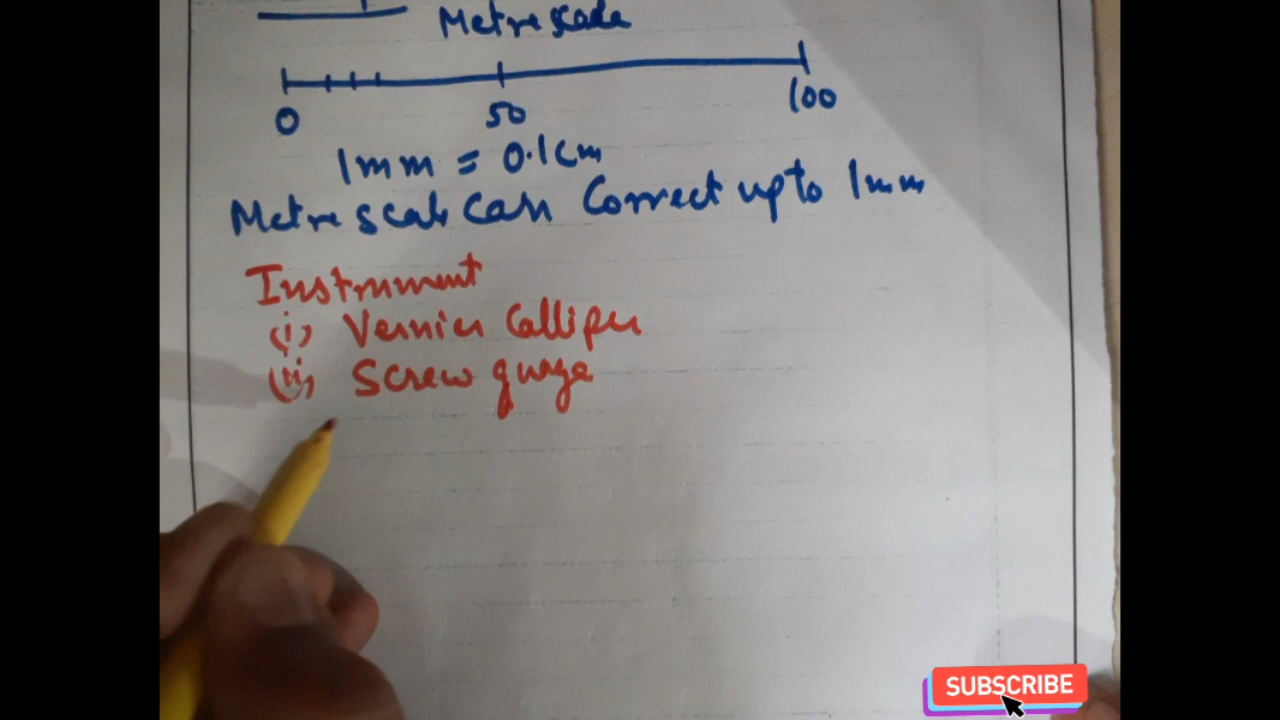 Metre scale
0 50 100
1mm = 0.1cm
Metre scale can correct upto 1mm
Instrument
(i) Vernier Calliper
(ii) Screw guage
SUBSCRIBE